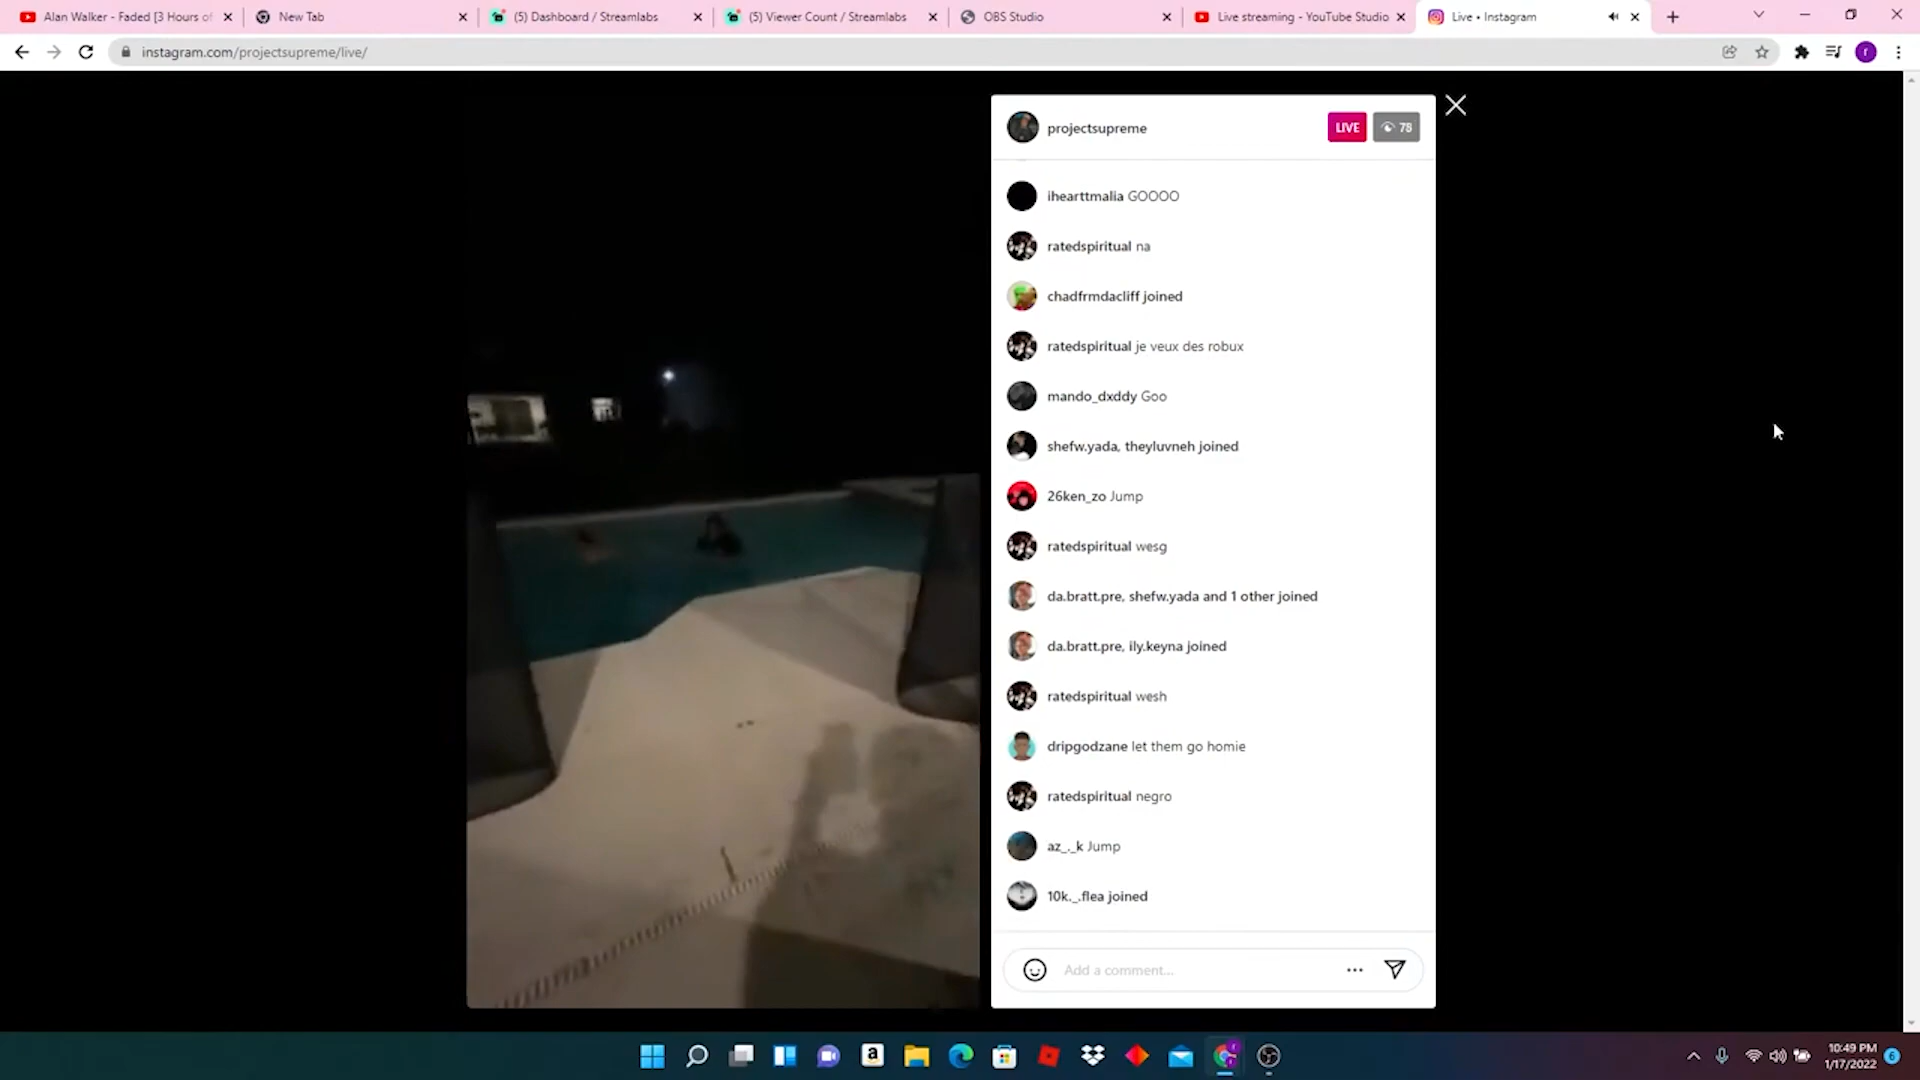 Alan Walker - Faded [3 Hours of
New Tab
(5) Dashboard / Streamlabs
(5) Viewer Count / Streamlabs
OBS Studio
Live streaming - YouTube Studio
Live • Instagram
instagram.com/projectsupreme/live/
r
projectsupreme
LIVE
78
ihearttmalia GOOOO
ratedspiritual na
chadfrmdacliff joined
ratedspiritual je veux des robux
mando_dxddy Goo
shefw.yada, theyluvneh joined
26ken_zo Jump
ratedspiritual wesg
da.bratt.pre, shefw.yada and 1 other joined
da.bratt.pre, ily.keyna joined
ratedspiritual wesh
dripgodzane let them go homie
ratedspiritual negro
az_._k Jump
10k._.flea joined
Add a comment...
10:49 PM
1/17/2022
6